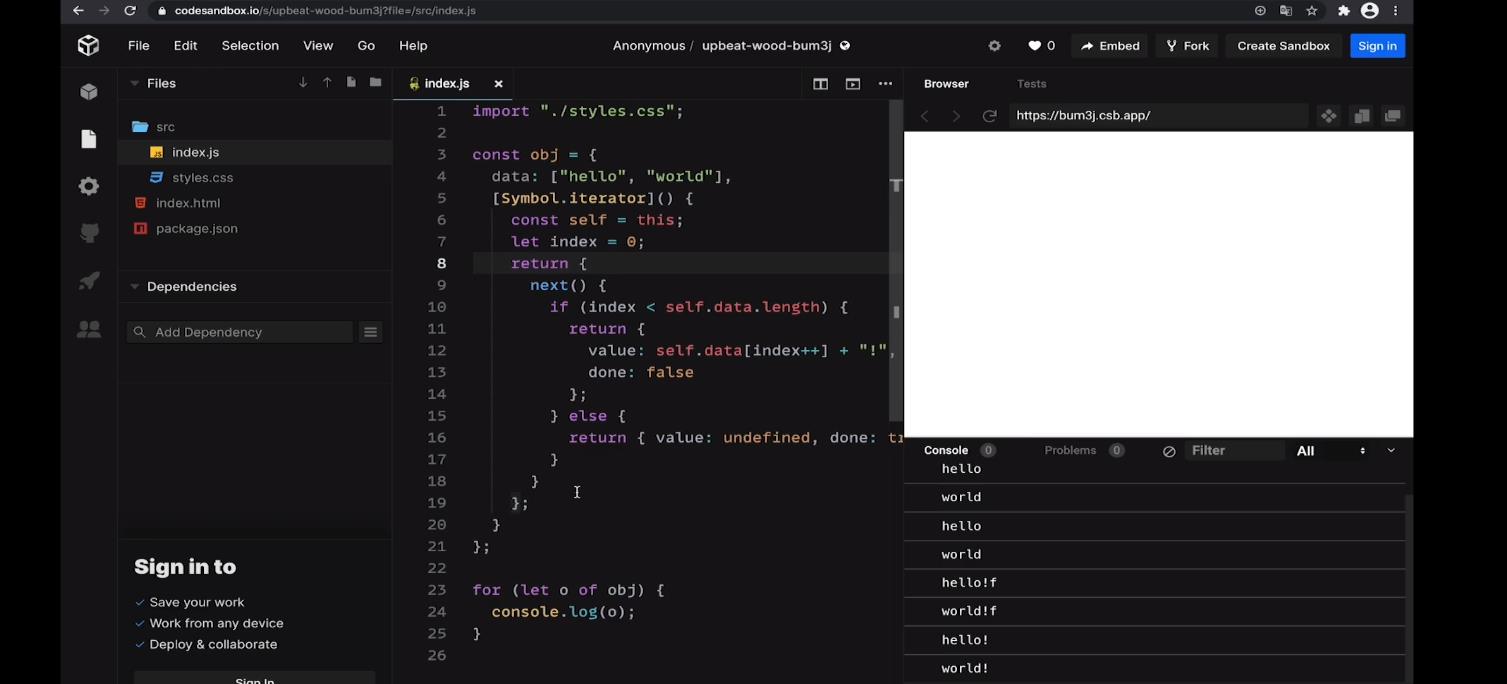 codesandbox.io/s/upbeat-wood-bum3j?file=/src/index.js
File Edit Selection View Go Help
Anonymous / upbeat-wood-bum3j
0 Embed Fork Create Sandbox Sign in
Files
src
index.js
styles.css
index.html
package.json
Dependencies
Add Dependency
Sign in to
Save your work
Work from any device
Deploy & collaborate
Sign In
index.js
1 import "./styles.css";
2
3 const obj = {
4 data: ["hello", "world"],
5 [Symbol.iterator]() {
6 const self = this;
7 let index = 0;
8 return {
9 next() {
10 if (index < self.data.length) {
11 return {
12 value: self.data[index++] + "!",
13 done: false
14 };
15 } else {
16 return { value: undefined, done: tr
17 }
18 }
19 };
20 }
21 };
22
23 for (let o of obj) {
24 console.log(o);
25 }
26
Browser Tests
https://bum3j.csb.app/
Console 0 Problems 0 Filter All
hello
world
hello
world
hello!f
world!f
hello!
world!